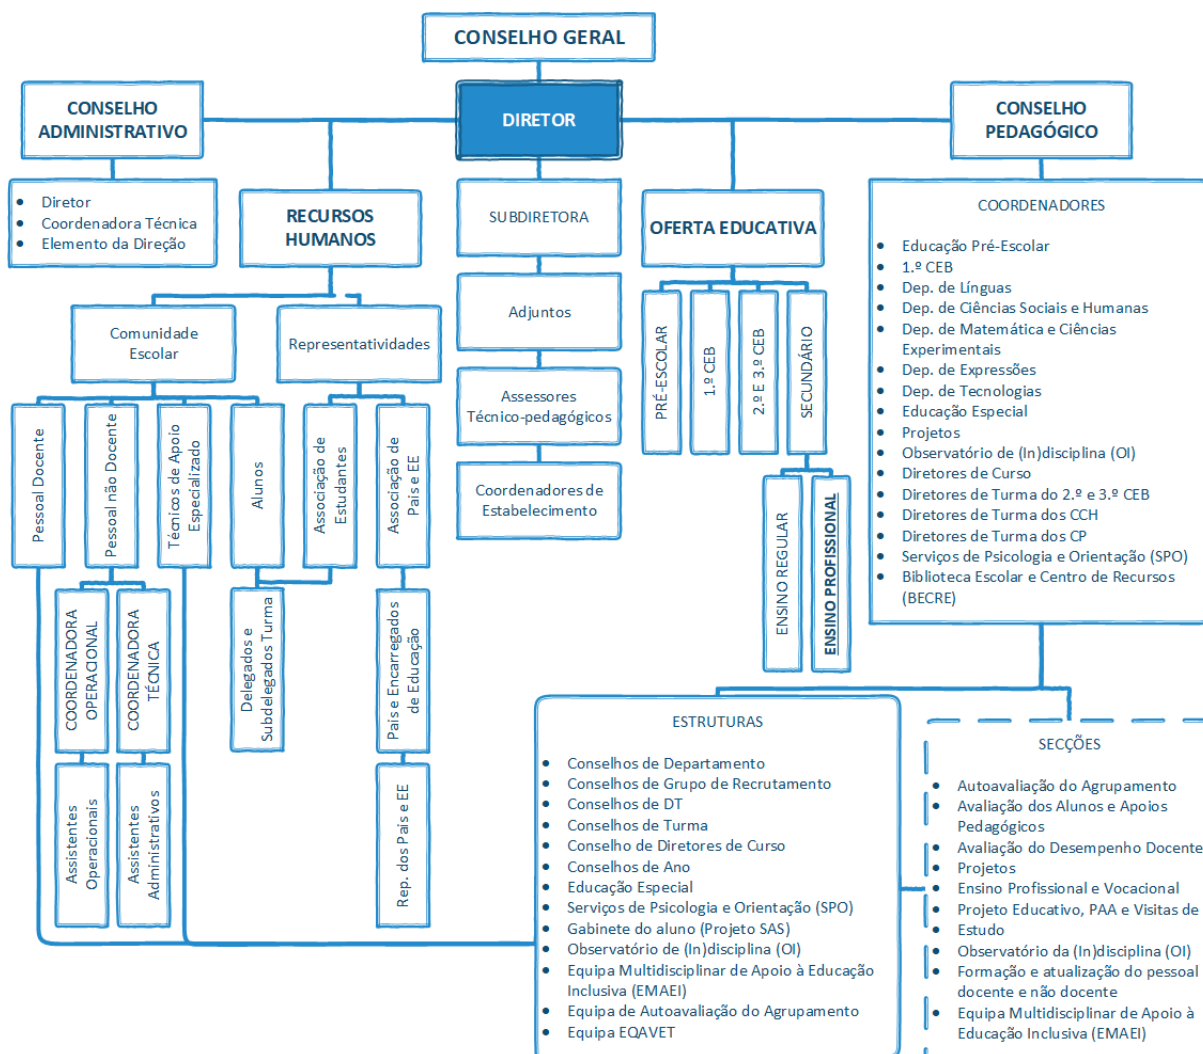 CONSELHO GERAL
CONSELHO
ADMINISTRATIVO
DIRETOR
CONSELHO
PEDAGÓGICO
• Diretor
• Coordenadora Técnica
• Elemento da Direção
RECURSOS
HUMANOS
SUBDIRETORA
OFERTA EDUCATIVA
Adjuntos
Assessores
Técnico-pedagógicos
Coordenadores de
Estabelecimento
Comunidade
Escolar
Representatividades
Pessoal Docente
Pessoal não Docente
Técnicos de Apoio
Especializado
Alunos
Associação de
Estudantes
Associação de
Pais e EE
COORDENADORA
OPERACIONAL
COORDENADORA
TÉCNICA
Delegados e
Subdelegados Turma
Pais e Encarregados
de Educação
Assistentes
Operacionais
Assistentes
Administrativos
Rep. dos Pais e EE
PRÉ-ESCOLAR
1.º CEB
2.º E 3.º CEB
SECUNDÁRIO
ENSINO REGULAR
ENSINO PROFISSIONAL
COORDENADORES
• Educação Pré-Escolar
• 1.º CEB
• Dep. de Línguas
• Dep. de Ciências Sociais e Humanas
• Dep. de Matemática e Ciências
Experimentais
• Dep. de Expressões
• Dep. de Tecnologias
• Educação Especial
• Projetos
• Observatório de (In)disciplina (OI)
• Diretores de Curso
• Diretores de Turma do 2.º e 3.º CEB
• Diretores de Turma dos CCH
• Diretores de Turma dos CP
• Serviços de Psicologia e Orientação (SPO)
• Biblioteca Escolar e Centro de Recursos
(BECRE)
ESTRUTURAS
• Conselhos de Departamento
• Conselhos de Grupo de Recrutamento
• Conselhos de DT
• Conselhos de Turma
• Conselho de Diretores de Curso
• Conselhos de Ano
• Educação Especial
• Serviços de Psicologia e Orientação (SPO)
• Gabinete do aluno (Projeto SAS)
• Observatório de (In)disciplina (OI)
• Equipa Multidisciplinar de Apoio à Educação
Inclusiva (EMAEI)
• Equipa de Autoavaliação do Agrupamento
• Equipa EQAVET
SECÇÕES
• Autoavaliação do Agrupamento
• Avaliação dos Alunos e Apoios
Pedagógicos
• Avaliação do Desempenho Docente
• Projetos
• Ensino Profissional e Vocacional
• Projeto Educativo, PAA e Visitas de
• Estudo
• Observatório da (In)disciplina (OI)
• Formação e atualização do pessoal
docente e não docente
• Equipa Multidisciplinar de Apoio à
Educação Inclusiva (EMAEI)